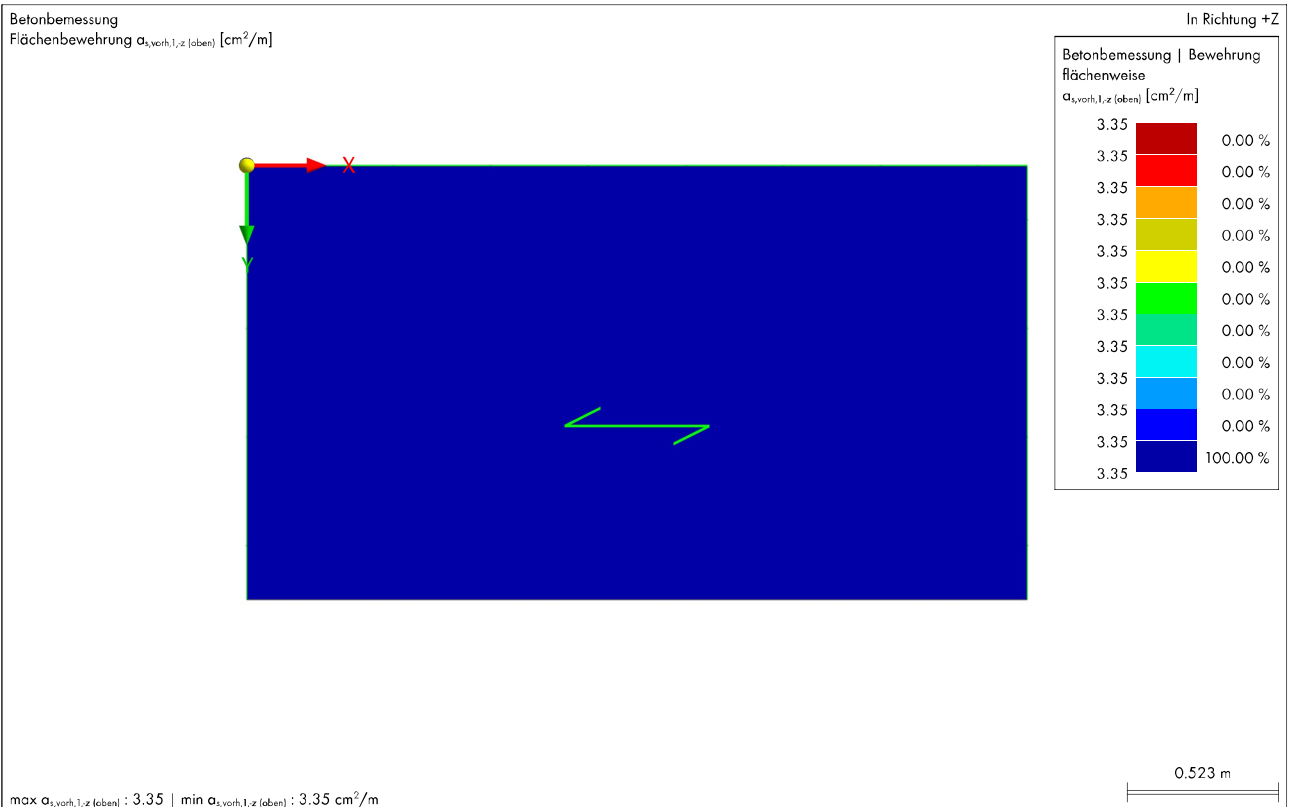 Betonbemessung
Flächenbewehrung as,vorh,1,-z (oben) [cm²/m]
In Richtung +Z
Betonbemessung | Bewehrung
flächenweise
as,vorh,1,-z (oben) [cm²/m]
3.35
0.00 %
3.35
0.00 %
3.35
0.00 %
3.35
0.00 %
3.35
0.00 %
3.35
0.00 %
3.35
0.00 %
3.35
0.00 %
3.35
0.00 %
3.35
0.00 %
3.35
100.00 %
3.35
X
Y
0.523 m
max as,vorh,1,-z (oben) : 3.35 | min as,vorh,1,-z (oben) : 3.35 cm²/m